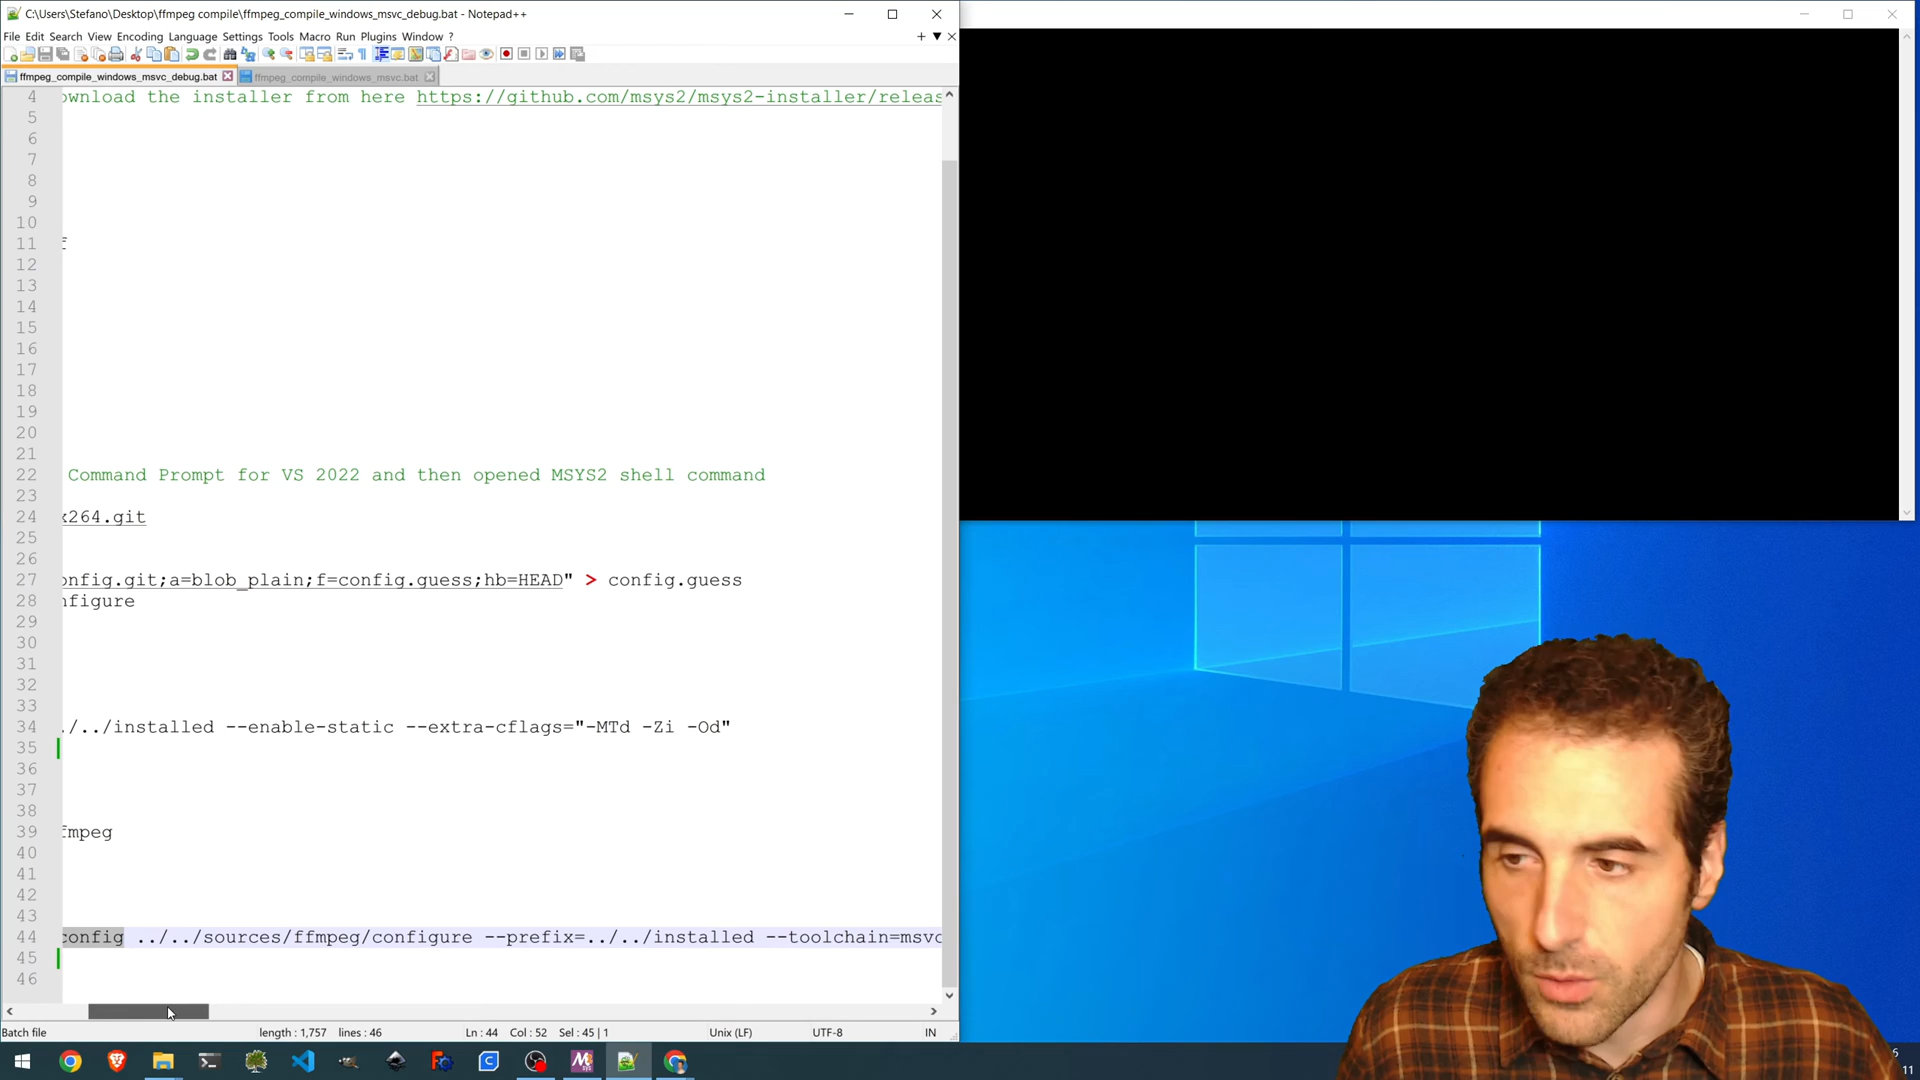 C:\Users\Stefano\Desktop\ffmpeg compile\ffmpeg_compile_windows_msvc_debug.bat - Notepad++
File Edit Search View Encoding Language Settings Tools Macro Run Plugins Window ?
ffmpeg_compile_windows_msvc_debug.bat ffmpeg_compile_windows_msvc.bat
4 ownload the installer from here https://github.com/msys2/msys2-installer/releas
5
6
7
8
9
10
11 f
12
13
14
15
16
17
18
19
20
21
22 Command Prompt for VS 2022 and then opened MSYS2 shell command
23
24 x264.git
25
26
27 onfig.git;a=blob_plain;f=config.guess;hb=HEAD" > config.guess
28 nfigure
29
30
31
32
33
34 ./../installed --enable-static --extra-cflags="-MTd -Zi -Od"
35
36
37
38
39 fmpeg
40
41
42
43
44 config ../../sources/ffmpeg/configure --prefix=../../installed --toolchain=msvc
45
46
Batch file length : 1,757 lines : 46 Ln : 44 Col : 52 Sel : 45 | 1 Unix (LF) UTF-8 IN